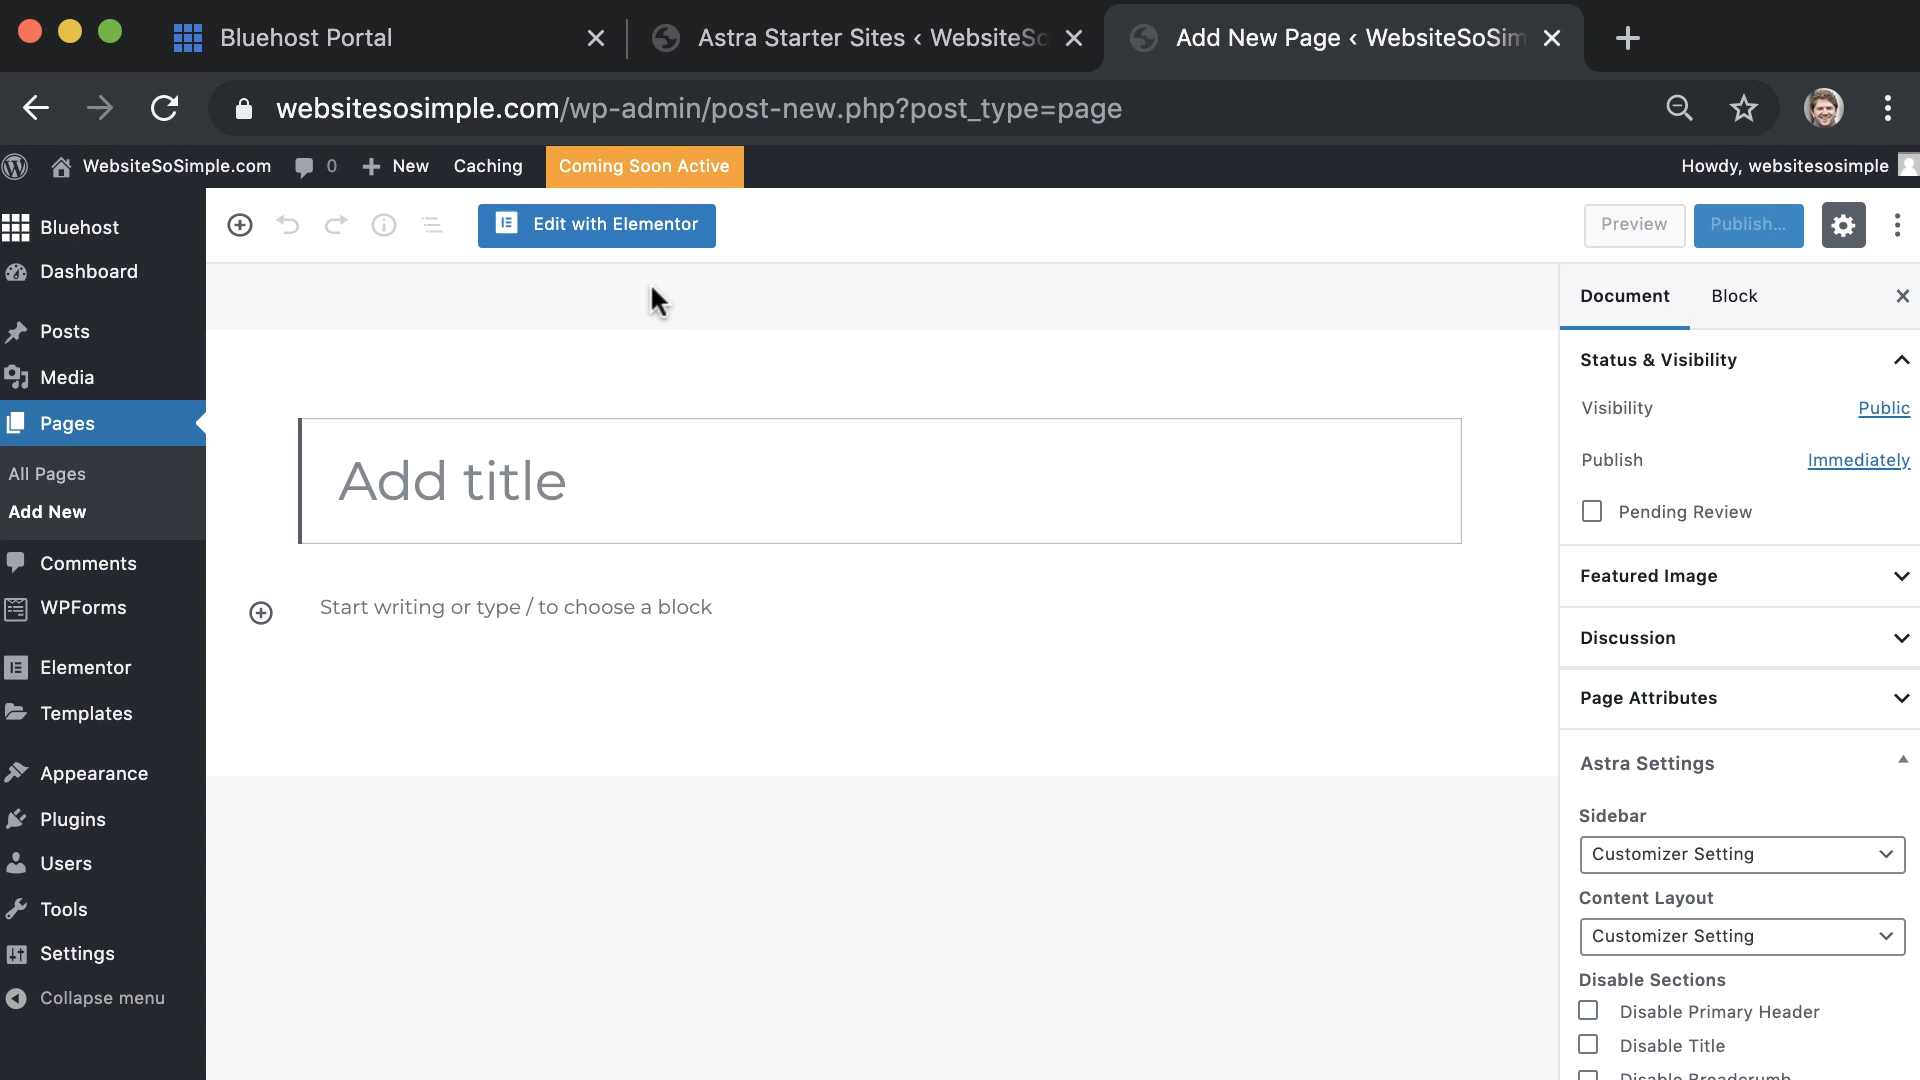 Bluehost Portal
Astra Starter Sites < WebsiteSo
Add New Page < WebsiteSoSim
websitesosimple.com/wp-admin/post-new.php?post_type=page
WebsiteSoSimple.com
0
New
Caching
Coming Soon Active
Howdy, websitesosimple
Bluehost
Dashboard
Posts
Media
Pages
All Pages
Add New
Comments
WPForms
Elementor
Templates
Appearance
Plugins
Users
Tools
Settings
Collapse menu
Edit with Elementor
Preview
Publish...
Add title
Start writing or type / to choose a block
Document
Block
Status & Visibility
Visibility
Public
Publish
Immediately
Pending Review
Featured Image
Discussion
Page Attributes
Astra Settings
Sidebar
Customizer Setting
Content Layout
Customizer Setting
Disable Sections
Disable Primary Header
Disable Title
Disable Breadcrumb